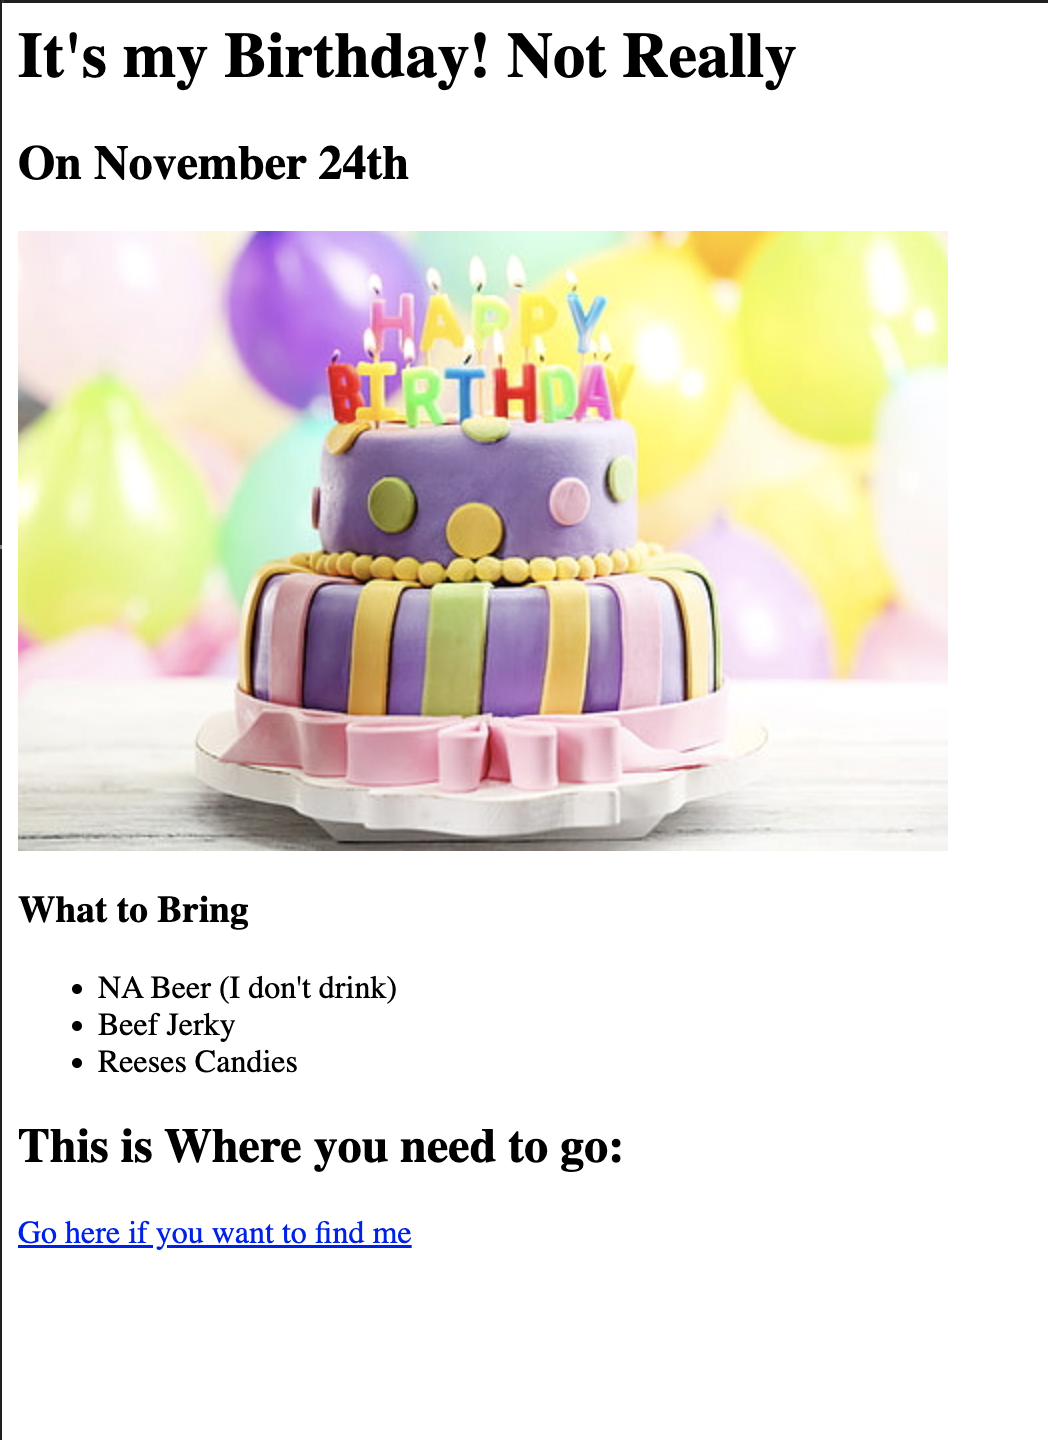 It's my Birthday! Not Really
On November 24th
HAPPY
BIRTHDAY
What to Bring
NA Beer (I don't drink)
Beef Jerky
Reeses Candies
This is Where you need to go:
Go here if you want to find me